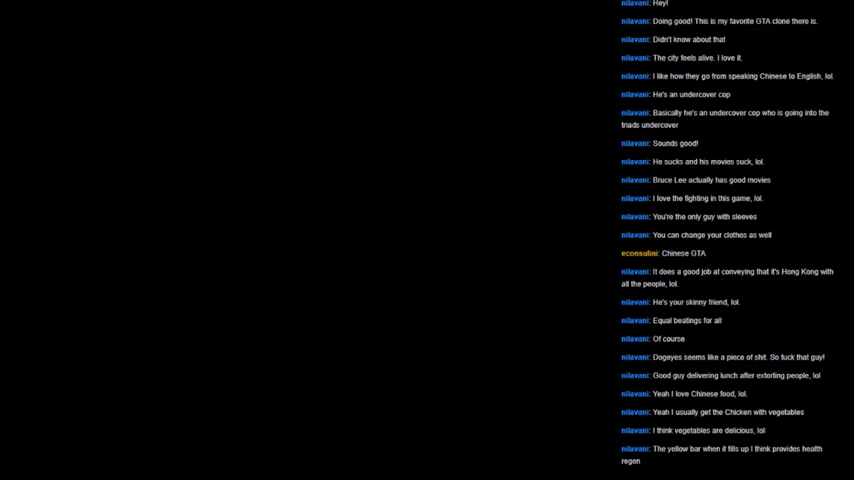 nilavani: Hey!
nilavani: Doing good! This is my favorite GTA clone there is.
nilavani: Didn't know about that
nilavani: The city feels alive. I love it.
nilavani: I like how they go from speaking Chinese to English, lol.
nilavani: He's an undercover cop
nilavani: Basically he's an undercover cop who is going into the
triads undercover
nilavani: Sounds good!
nilavani: He sucks and his movies suck, lol.
nilavani: Bruce Lee actually has good movies
nilavani: I love the fighting in this game, lol.
nilavani: You're the only guy with sleeves
nilavani: You can change your clothes as well
econsulini: Chinese GTA
nilavani: It does a good job at conveying that it's Hong Kong with
all the people, lol.
nilavani: He's your skinny friend, lol.
nilavani: Equal beatings for all
nilavani: Of course
nilavani: Dogeyes seems like a piece of shit. So fuck that guy!
nilavani: Good guy delivering lunch after extorting people, lol
nilavani: Yeah I love Chinese food, lol.
nilavani: Yeah I usually get the Chicken with vegetables
nilavani: I think vegetables are delicious, lol
nilavani: The yellow bar when it fills up I think provides health
regen